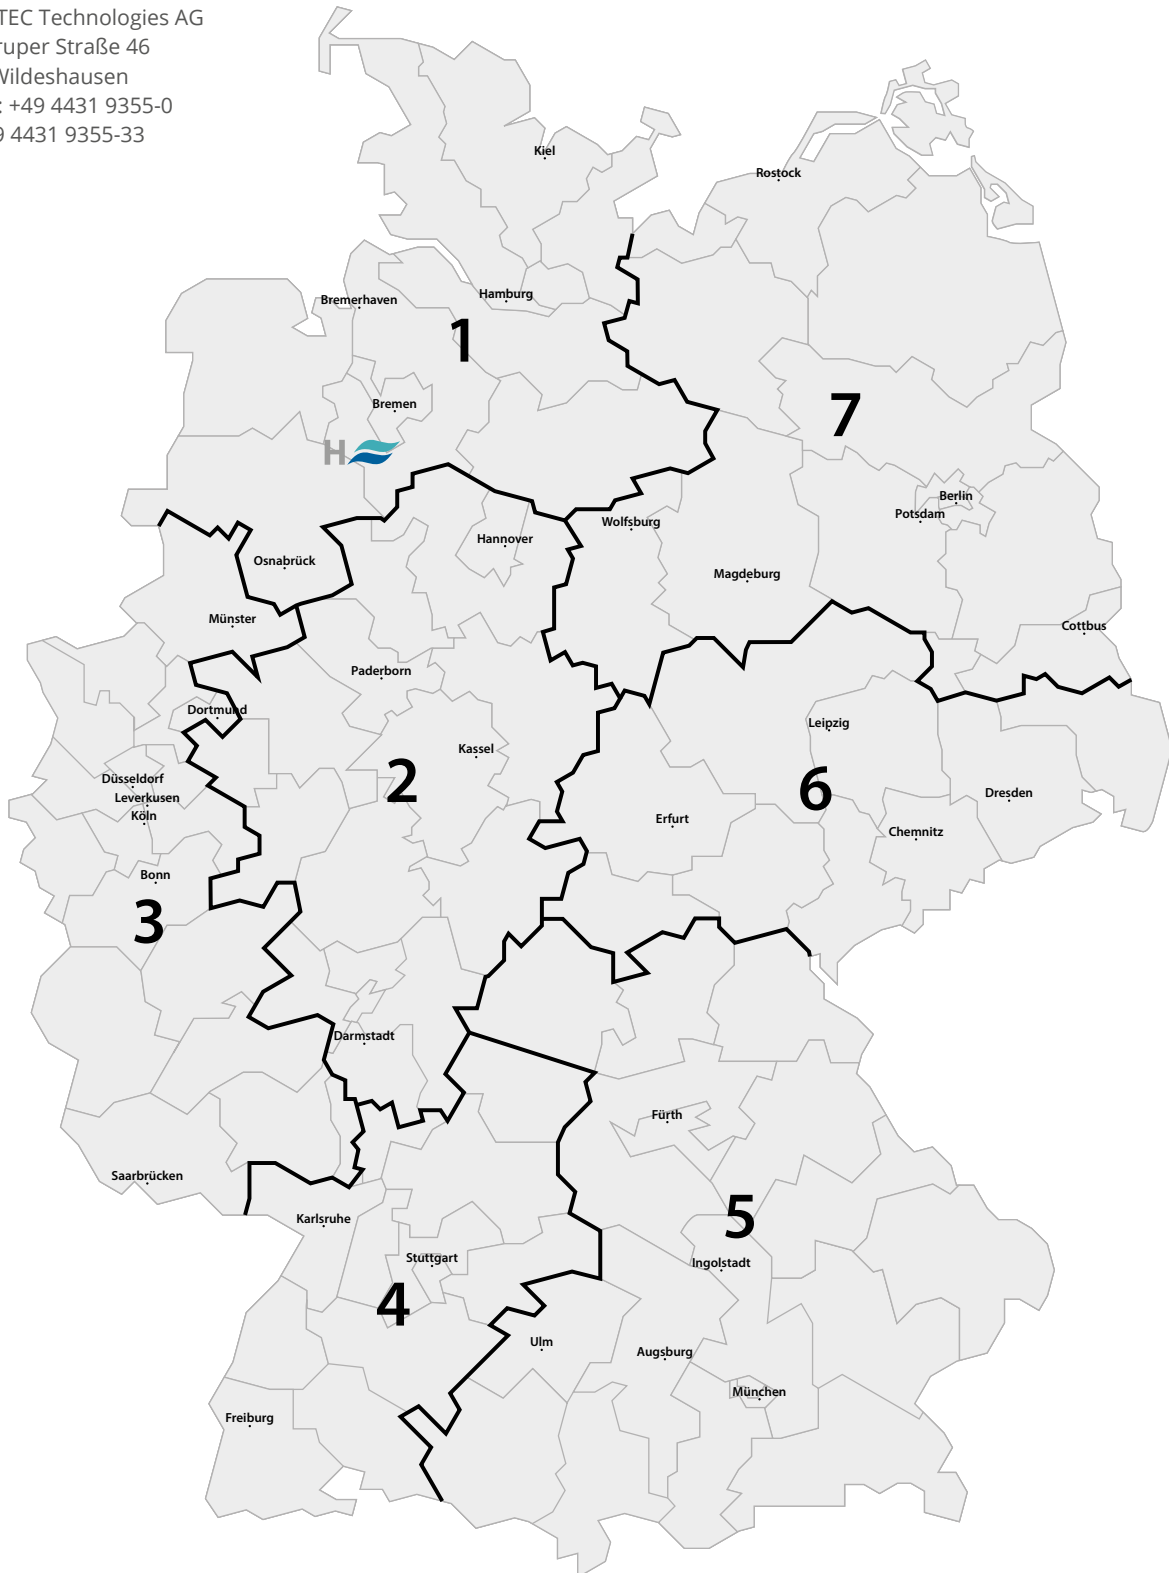 TEC Technologies AG
ruper Straße 46
Wildeshausen
: +49 4431 9355-0
9 4431 9355-33
Kiel
Rostock
Hamburg
Bremerhaven
1
Bremen
7
H
Berlin
Potsdam
Wolfsburg
Hannover
Osnabrück
Magdeburg
Münster
Cottbus
Paderborn
Dortmund
Leipzig
Kassel
Düsseldorf
2
6
Leverkusen
Dresden
Köln
Erfurt
Chemnitz
Bonn
3
Darmstadt
Fürth
Saarbrücken
Karlsruhe
5
Stuttgart
Ingolstadt
4
Ulm
Augsburg
München
Freiburg